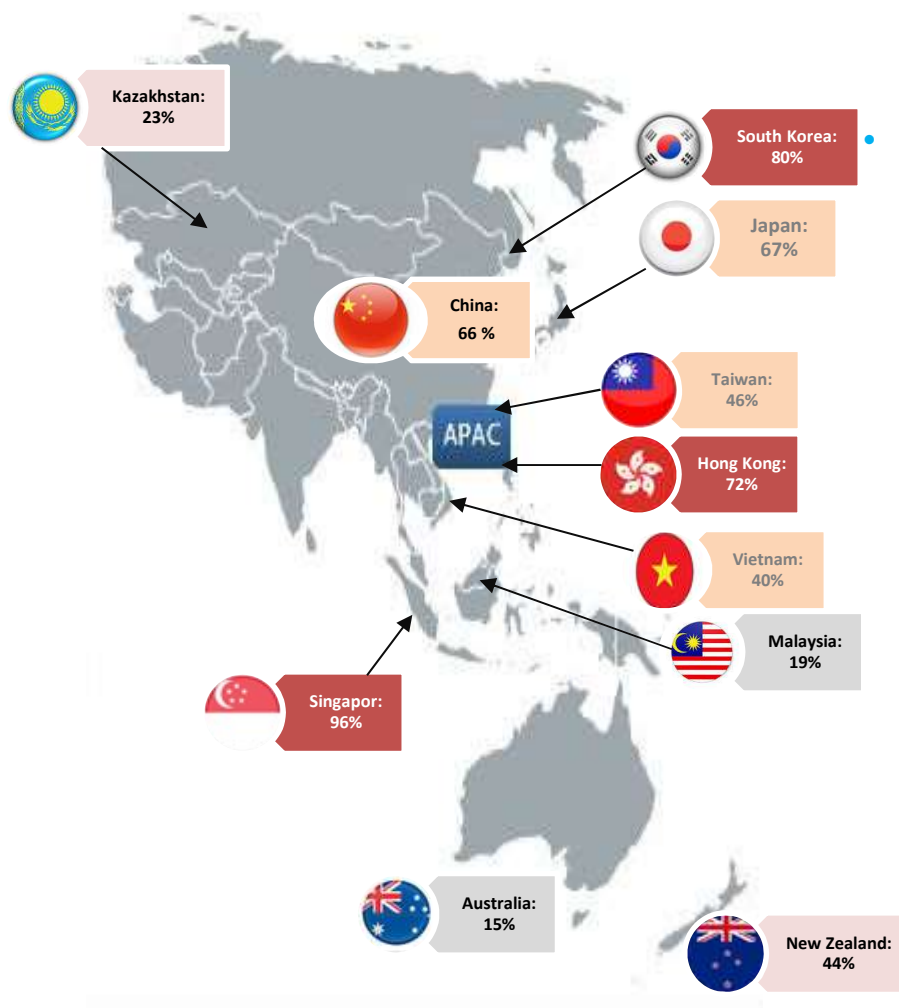 Kazakhstan:
23%
South Korea:
80%
Japan:
67%
China:
66 %
Taiwan:
46%
APAC
Hong Kong:
72%
Vietnam:
40%
Malaysia:
19%
Singapor:
96%
Australia:
15%
New Zealand:
44%